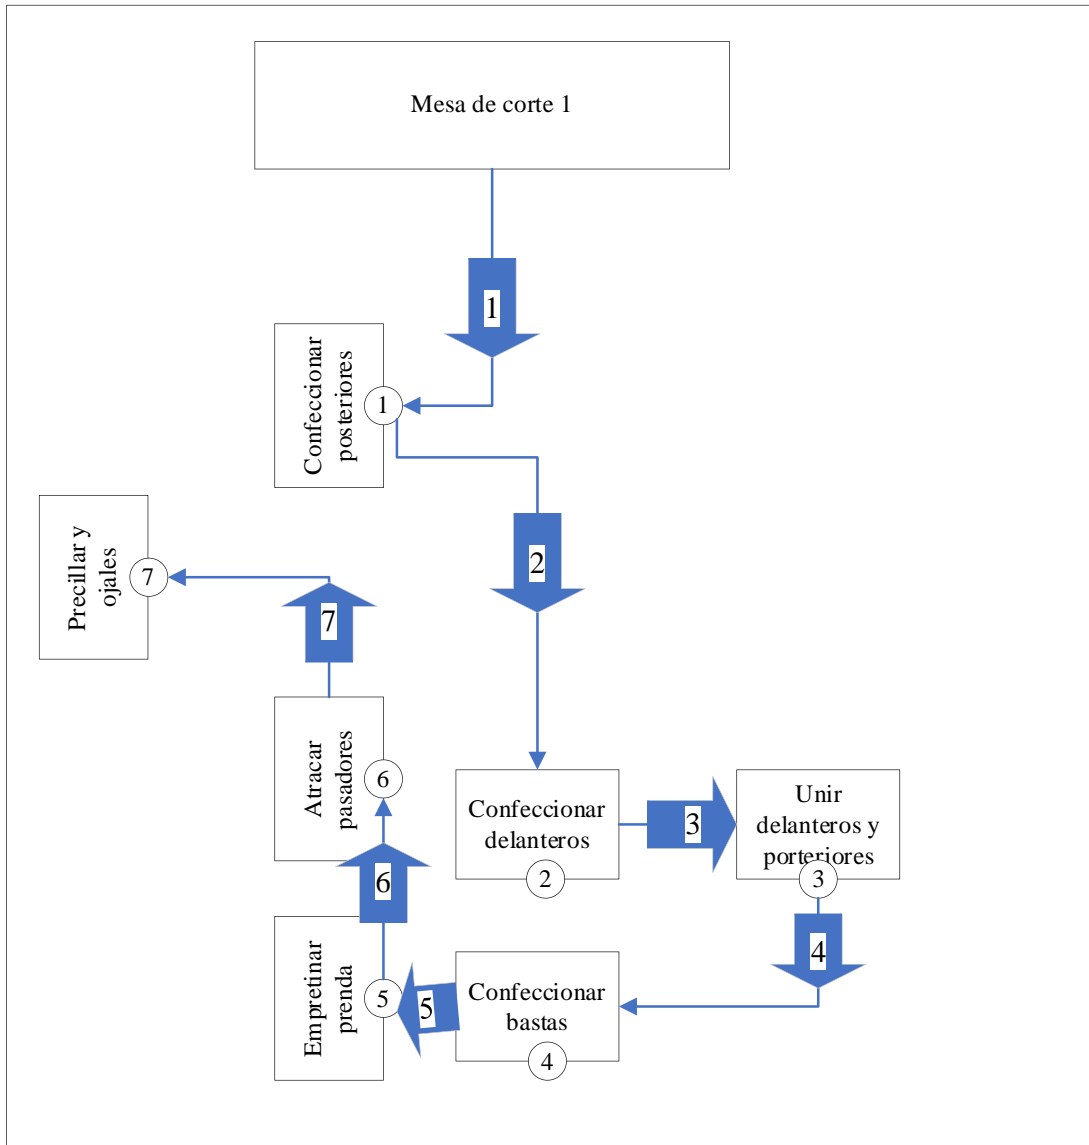 Mesa de corte 1
1
Confeccionar
posteriores
1
2
Precillar y
ojales
7
7
Atracar
pasadores
6
Confeccionar
delanteros
2
3
Unir
delanteros y
porteriores
3
6
4
Empretinar
prenda
5
5
Confeccionar
bastas
4